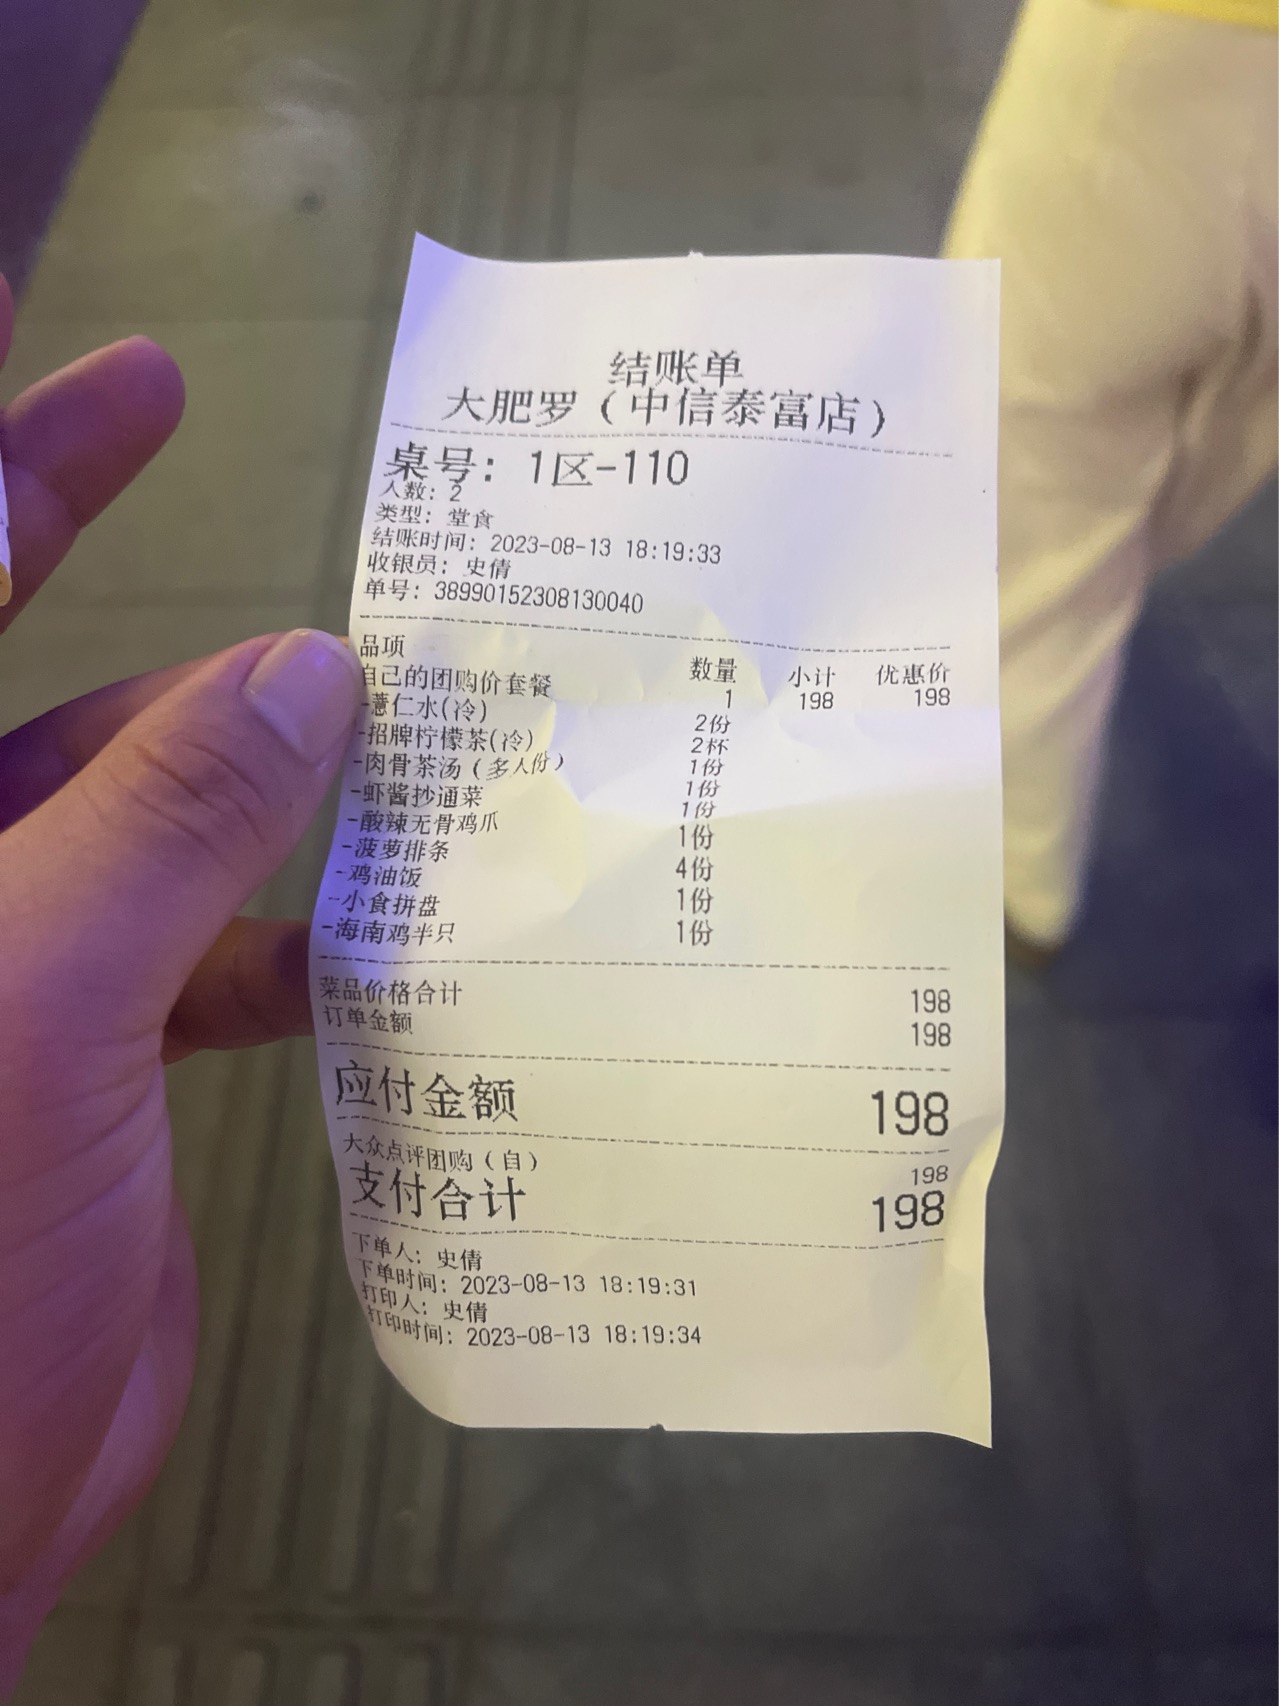 结账单
大肥罗（中信泰富店）
桌号：1区-110
人数：2
类型：堂食
结账时间：2023-08-13 18:19:33
收银员：史倩
单号：38990152308130040
品项 数量 小计 优惠价
自己的团购价套餐 1 198 198
-薏仁水(冷) 2份
-招牌柠檬茶(冷) 2杯
-肉骨茶汤（多人份） 1份
-虾酱抄通菜 1份
-酸辣无骨鸡爪 1份
-菠萝排条 1份
-鸡油饭 4份
-小食拼盘 1份
-海南鸡半只 1份
菜品价格合计 198
订单金额 198
应付金额 198
大众点评团购（自） 198
支付合计 198
下单人：史倩
下单时间：2023-08-13 18:19:31
打印人：史倩
打印时间：2023-08-13 18:19:34